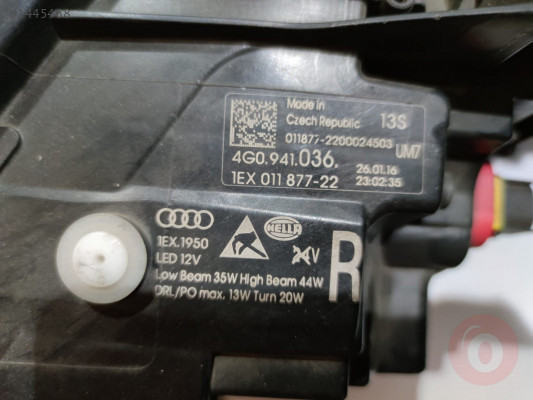 Made in
Czech Republic 13S
011877-2200024503
4G0.941.036. UM7
26.01.16
1EX 011 877-22 23:02:35
1EX.1950
HELLA
LED 12V
24V
R
Low Beam 35W High Beam 44W
DRL/PO max. 13W Turn 20W